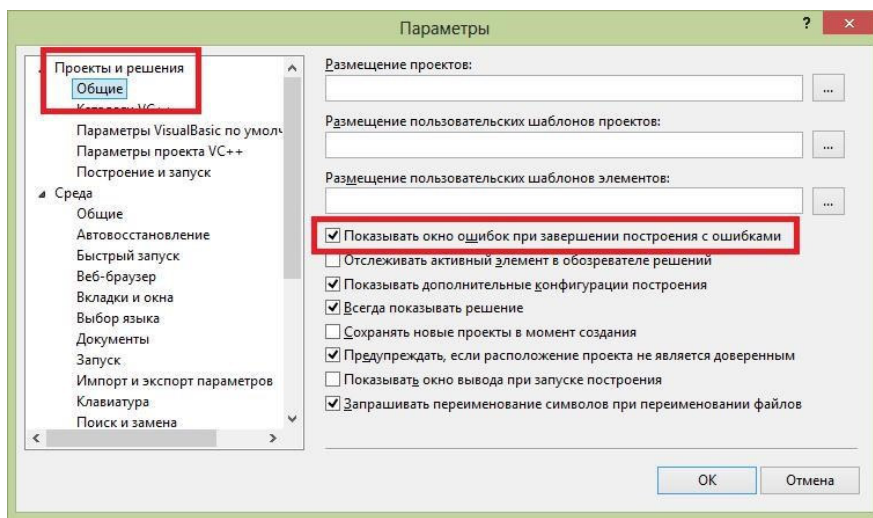 Параметры
?
×
Проекты и решения
Общие
Каталоги VC++
Параметры VisualBasic по умолч
Параметры проекта VC++
Построение и запуск
Среда
Общие
Автовосстановление
Быстрый запуск
Веб-браузер
Вкладки и окна
Выбор языка
Документы
Запуск
Импорт и экспорт параметров
Клавиатура
Поиск и замена
Размещение проектов:
...
Размещение пользовательских шаблонов проектов:
...
Размещение пользовательских шаблонов элементов:
...
Показывать окно ошибок при завершении построения с ошибками
Отслеживать активный элемент в обозревателе решений
Показывать дополнительные конфигурации построения
Всегда показывать решение
Сохранять новые проекты в момент создания
Предупреждать, если расположение проекта не является доверенным
Показывать окно вывода при запуске построения
Запрашивать переименование символов при переименовании файлов
ОК
Отмена